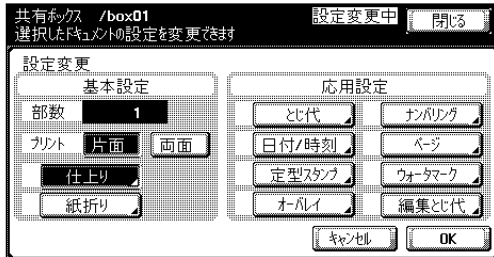 共有ﾎﾞｯｸｽ /box01 設定変更中 閉じる
選択したﾄﾞｷｭﾒﾝﾄの設定を変更できます
設定変更
基本設定 応用設定
部数 1 とじ代 ﾅﾝﾊﾞﾘﾝｸﾞ
ﾌﾟﾘﾝﾄ 片面 両面 日付/時刻 ﾍﾟｰｼﾞ
仕上り 定型ｽﾀﾝﾌﾟ ｳｫｰﾀﾏｰｸ
紙折り ｵｰﾊﾞﾚｲ 編集とじ代
ｷｬﾝｾﾙ OK